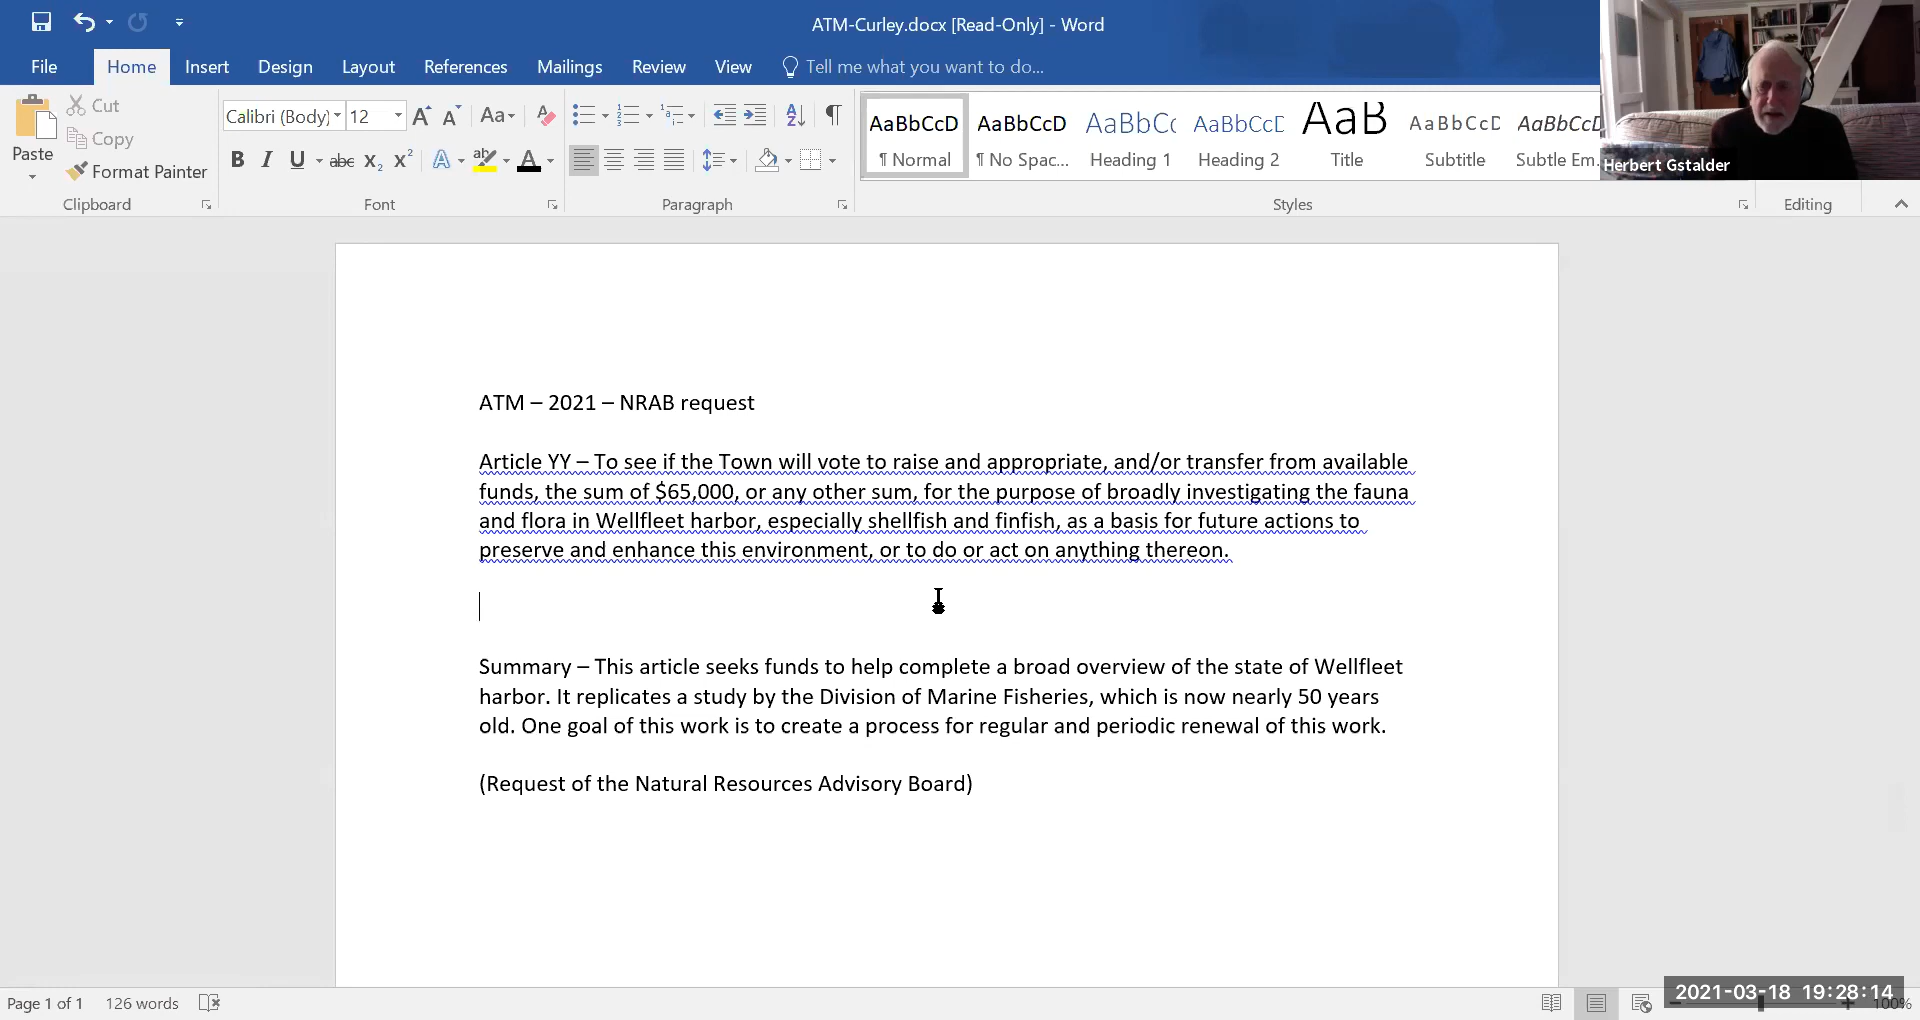 ATM-Curley.docx [Read-Only] - Word
File Home Insert Design Layout References Mailings Review View Tell me what you want to do...
Paste
Cut
Copy
Format Painter
Clipboard
Calibri (Body) 12
Aa
B I U abc X₂ X² A ab A
Font
Paragraph
AaBbCcD AaBbCcD AaBbCc AaBbCcD AaB AaBbCcD AaBbCcD
¶ Normal ¶ No Spac... Heading 1 Heading 2 Title Subtitle Subtle Em...
Styles
Editing
Herbert Gstalder
ATM – 2021 – NRAB request
Article YY – To see if the Town will vote to raise and appropriate, and/or transfer from available
funds, the sum of $65,000, or any other sum, for the purpose of broadly investigating the fauna
and flora in Wellfleet harbor, especially shellfish and finfish, as a basis for future actions to
preserve and enhance this environment, or to do or act on anything thereon.
Summary – This article seeks funds to help complete a broad overview of the state of Wellfleet
harbor. It replicates a study by the Division of Marine Fisheries, which is now nearly 50 years
old. One goal of this work is to create a process for regular and periodic renewal of this work.
(Request of the Natural Resources Advisory Board)
Page 1 of 1 126 words
2021-03-18 19:28:14
100%